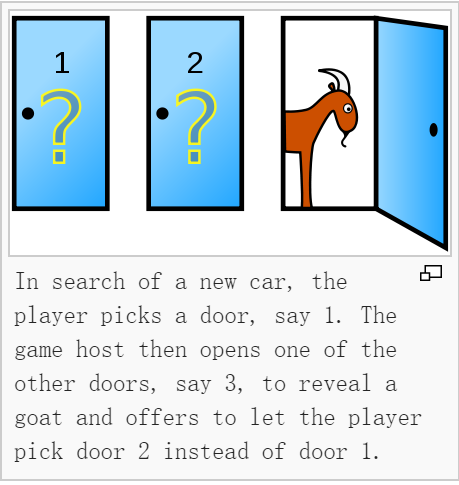 1 2
? ?
In search of a new car, the
player picks a door, say 1. The
game host then opens one of the
other doors, say 3, to reveal a
goat and offers to let the player
pick door 2 instead of door 1.